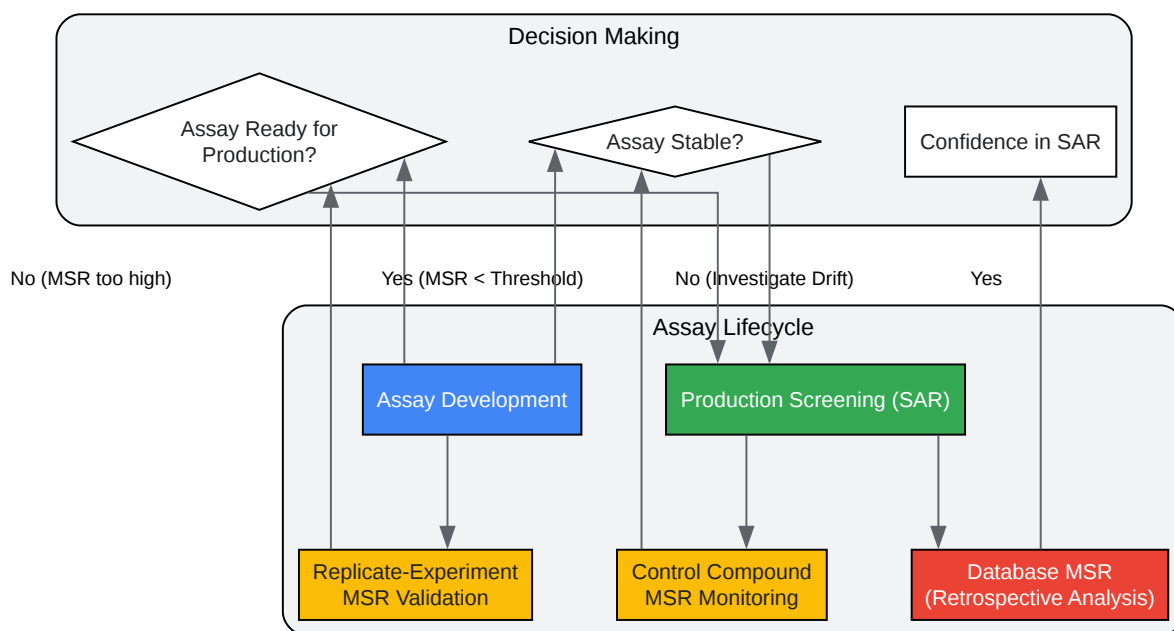 Decision Making
Assay Ready for
Production?
Assay Stable?
Confidence in SAR
No (MSR too high)
Yes (MSR < Threshold)
No (Investigate Drift)
Yes
Assay Lifecycle
Assay Development
Production Screening (SAR)
Replicate-Experiment
MSR Validation
Control Compound
MSR Monitoring
Database MSR
(Retrospective Analysis)